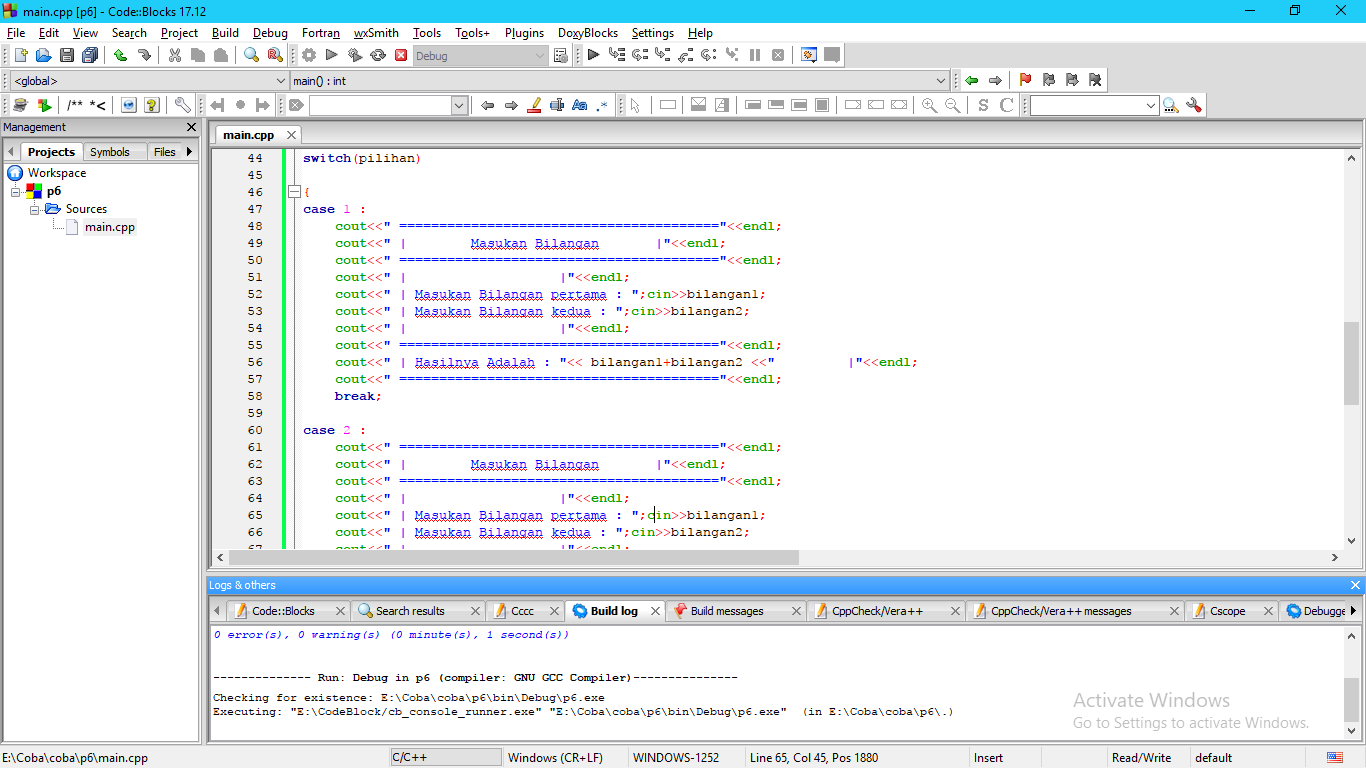 main.cpp [p6] - Code::Blocks 17.12
File Edit View Search Project Build Debug Fortran wxSmith Tools Tools+ Plugins DoxyBlocks Settings Help
Debug
<global> main() : int
/** *< Aa .* S C
Management
Projects Symbols Files
main.cpp
Workspace
p6
Sources
main.cpp
44 switch(pilihan)
45
46 {
47 case 1 :
48 cout<<" ========================================"<<endl;
49 cout<<" | Masukan Bilangan |"<<endl;
50 cout<<" ========================================"<<endl;
51 cout<<" | |"<<endl;
52 cout<<" | Masukan Bilangan pertama : ";cin>>bilangan1;
53 cout<<" | Masukan Bilangan kedua : ";cin>>bilangan2;
54 cout<<" | |"<<endl;
55 cout<<" ========================================"<<endl;
56 cout<<" | Hasilnya Adalah : "<< bilangan1+bilangan2 <<" |"<<endl;
57 cout<<" ========================================"<<endl;
58 break;
59
60 case 2 :
61 cout<<" ========================================"<<endl;
62 cout<<" | Masukan Bilangan |"<<endl;
63 cout<<" ========================================"<<endl;
64 cout<<" | |"<<endl;
65 cout<<" | Masukan Bilangan pertama : ";cin>>bilangan1;
66 cout<<" | Masukan Bilangan kedua : ";cin>>bilangan2;
67 cout<<" | |"<<endl;
Logs & others
Code::Blocks Search results Cccc Build log Build messages CppCheck/Vera++ CppCheck/Vera++ messages Cscope Debugge
0 error(s), 0 warning(s) (0 minute(s), 1 second(s))
-------------- Run: Debug in p6 (compiler: GNU GCC Compiler)---------------
Checking for existence: E:\Coba\coba\p6\bin\Debug\p6.exe
Executing: "E:\CodeBlock/cb_console_runner.exe" "E:\Coba\coba\p6\bin\Debug\p6.exe" (in E:\Coba\coba\p6\.)
Activate Windows
Go to Settings to activate Windows.
E:\Coba\coba\p6\main.cpp C/C++ Windows (CR+LF) WINDOWS-1252 Line 65, Col 45, Pos 1880 Insert Read/Write default